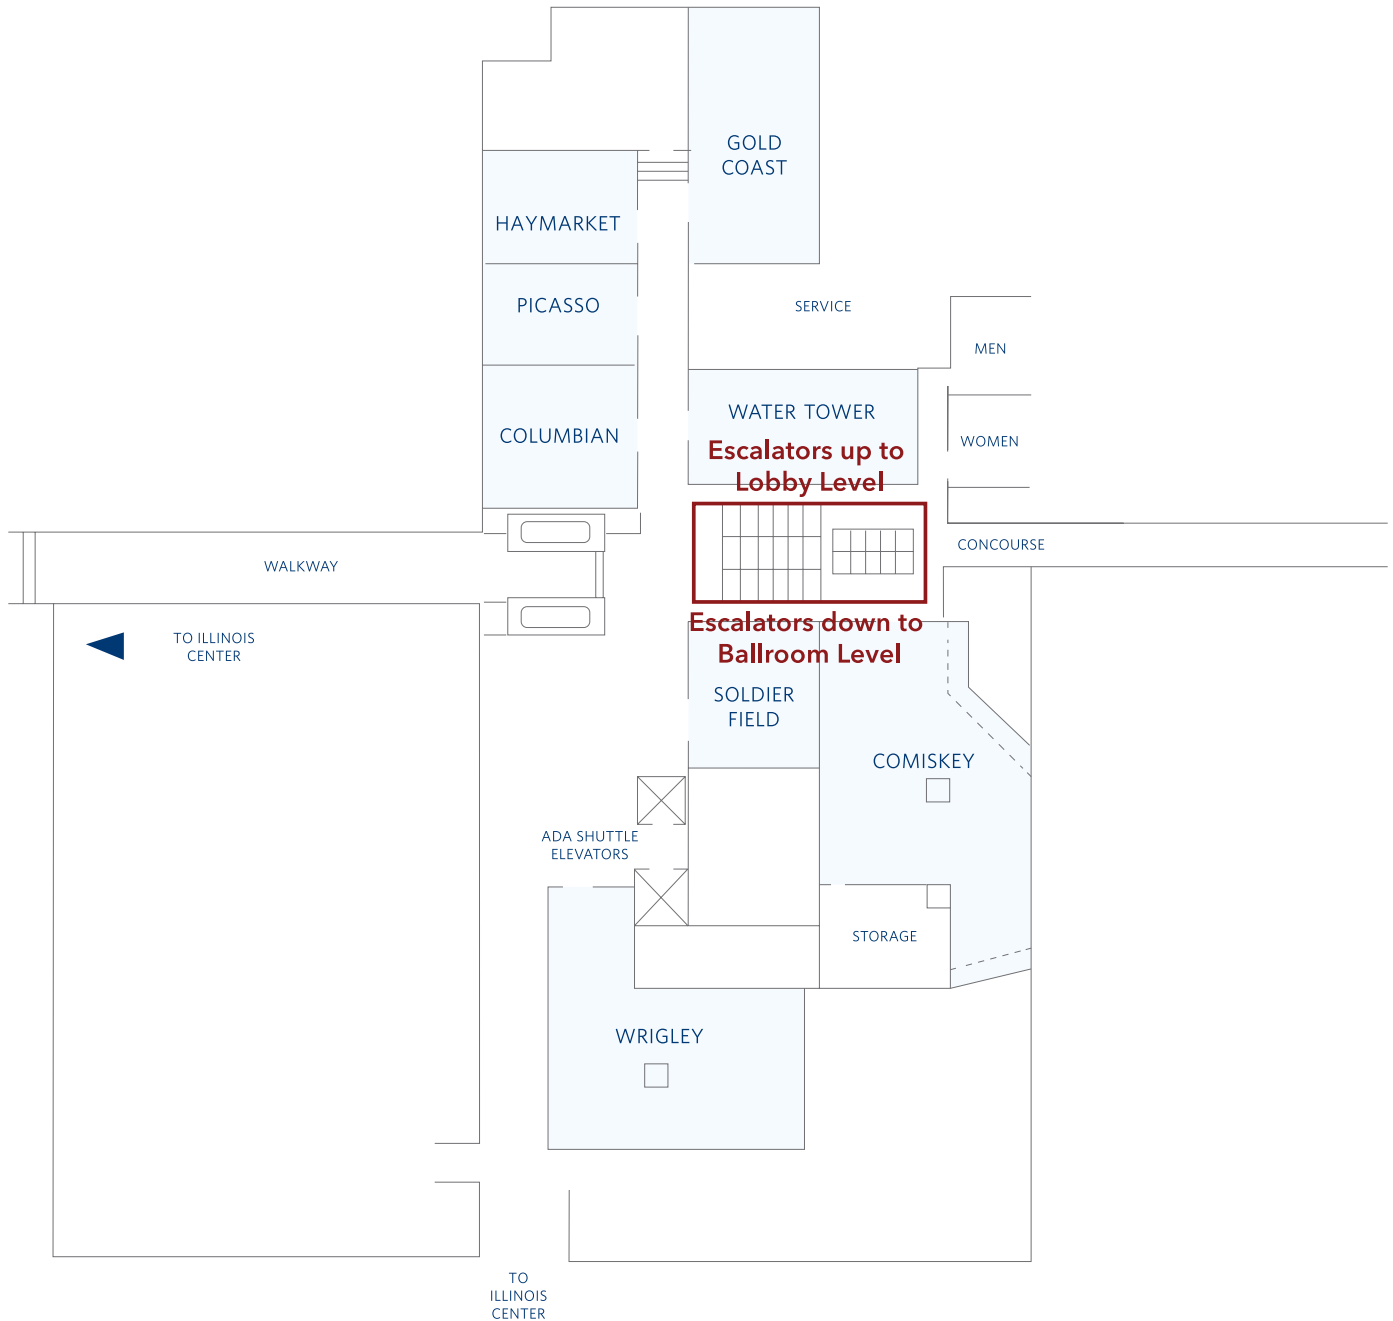 GOLD
COAST
HAYMARKET
PICASSO
SERVICE
MEN
WATER TOWER
COLUMBIAN
WOMEN
Escalators up to
Lobby Level
CONCOURSE
WALKWAY
Escalators down to
Ballroom Level
TO ILLINOIS
CENTER
SOLDIER
FIELD
COMISKEY
ADA SHUTTLE
ELEVATORS
STORAGE
WRIGLEY
TO
ILLINOIS
CENTER